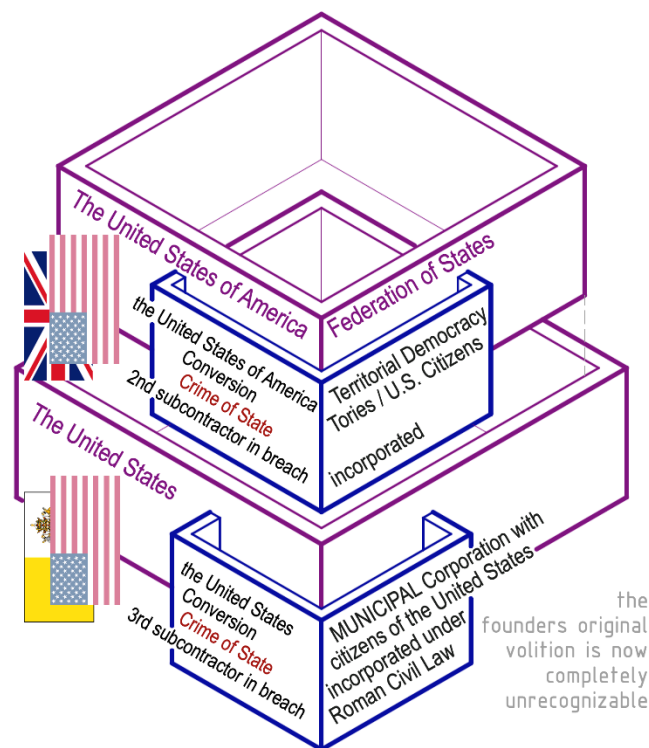 The United States of America
Federation of States
the United States of America
Conversion
Crime of State
2nd subcontractor in breach
Territorial Democracy
Tories / U.S. Citizens
incorporated
The United States
the United States
Conversion
Crime of State
3rd subcontractor in breach
MUNICIPAL Corporation with
citizens of the United States
incorporated under
Roman Civil Law
the
founders original
volition is now
completely
unrecognizable